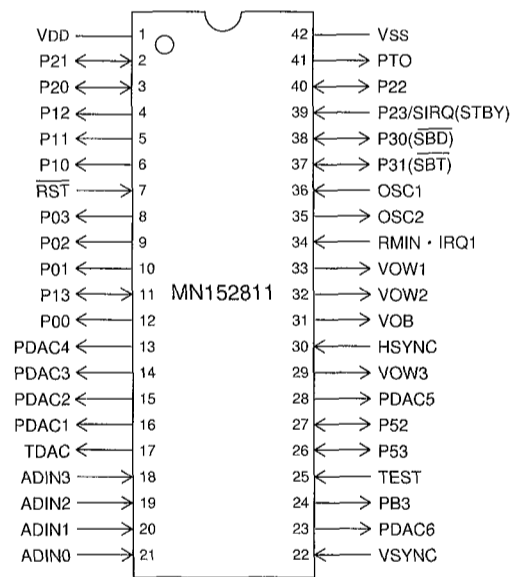 VDD 1 42 VSS
P21 2 41 PTO
P20 3 40 P22
P12 4 39 P23/SIRQ(STBY)
P11 5 38 P30(S̅B̅D̅)
P10 6 37 P31(S̅B̅T̅)
R̅S̅T̅ 7 36 OSC1
P03 8 35 OSC2
P02 9 34 RMIN・IRQ1
P01 10 33 VOW1
P13 11 MN152811 32 VOW2
P00 12 31 VOB
PDAC4 13 30 HSYNC
PDAC3 14 29 VOW3
PDAC2 15 28 PDAC5
PDAC1 16 27 P52
TDAC 17 26 P53
ADIN3 18 25 TEST
ADIN2 19 24 PB3
ADIN1 20 23 PDAC6
ADIN0 21 22 VSYNC